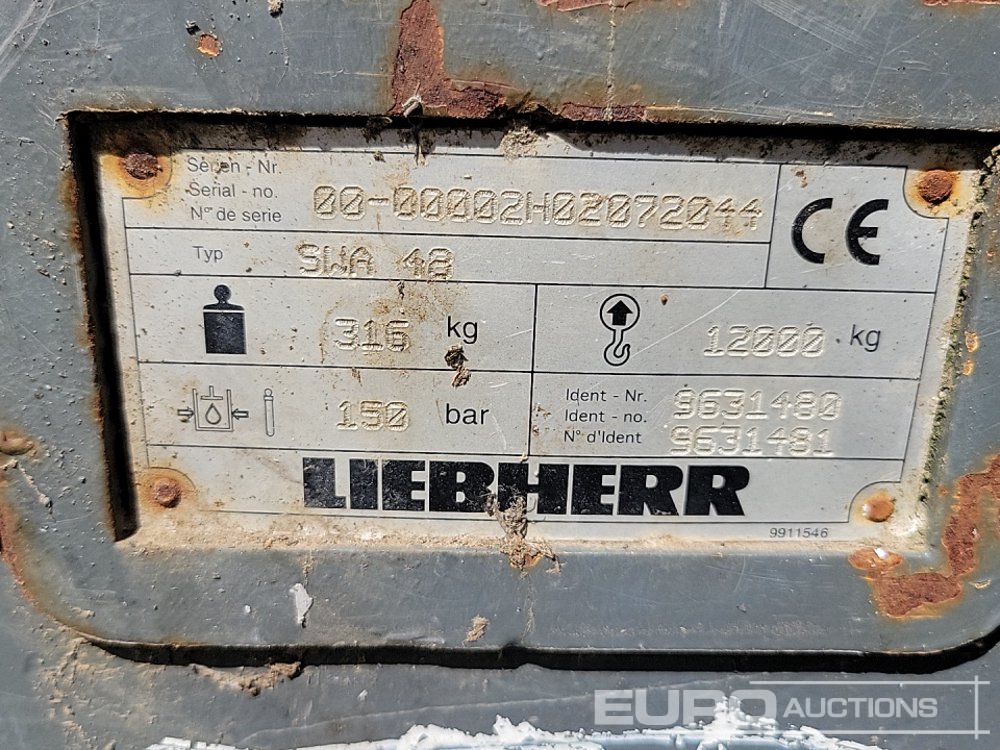 Serien - Nr.
Serial - no. 00-00002H02072044
N° de serie
CE
Typ SWA 48
316 kg
12000 kg
150 bar
Ident - Nr. 9631480
Ident - no.
N° d'Ident 9631481
LIEBHERR
9911546
EURO AUCTIONS